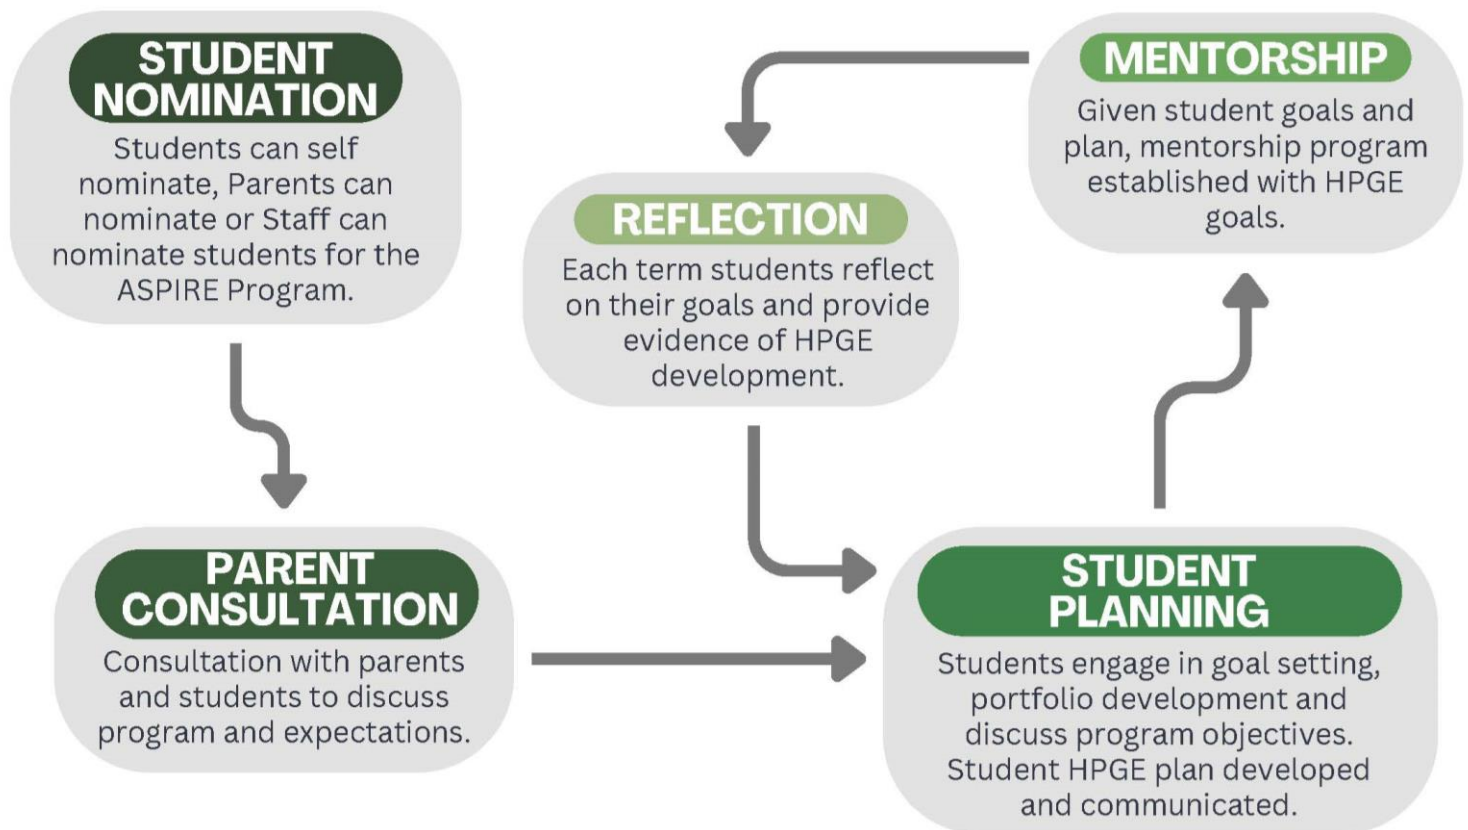 STUDENT
NOMINATION
Students can self
nominate, Parents can
nominate or Staff can
nominate students for the
ASPIRE Program.
PARENT
CONSULTATION
Consultation with parents
and students to discuss
program and expectations.
STUDENT
PLANNING
Students engage in goal setting,
portfolio development and
discuss program objectives.
Student HPGE plan developed
and communicated.
MENTORSHIP
Given student goals and
plan, mentorship program
established with HPGE
goals.
REFLECTION
Each term students reflect
on their goals and provide
evidence of HPGE
development.